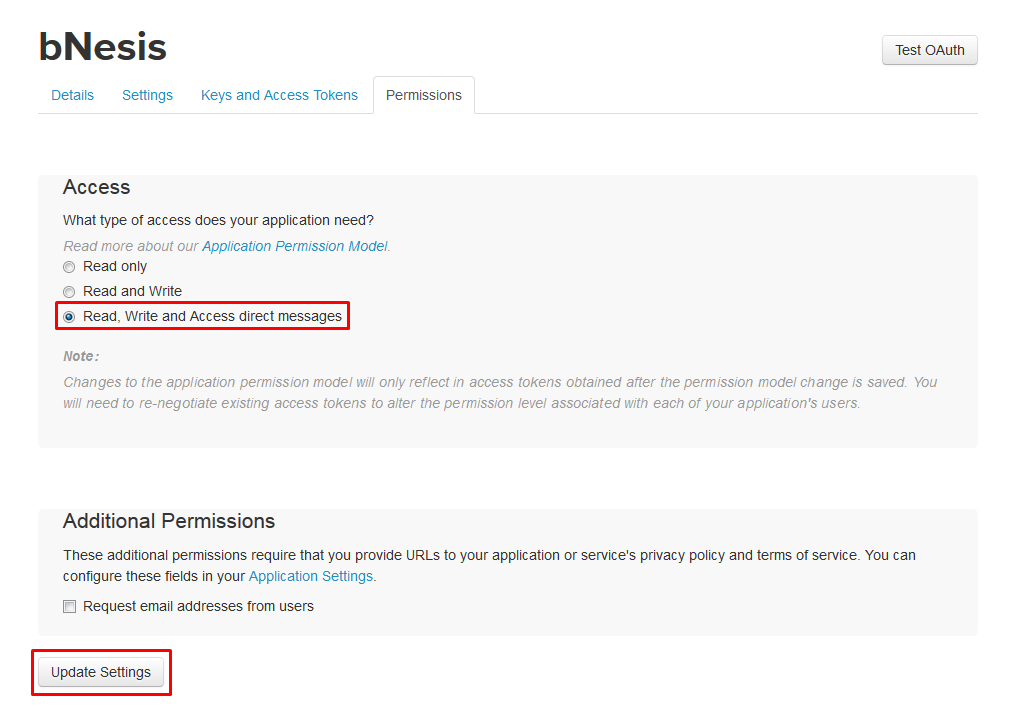 bNesis
Test OAuth
Details Settings Keys and Access Tokens Permissions
Access
What type of access does your application need?
Read more about our Application Permission Model.
Read only
Read and Write
Read, Write and Access direct messages
Note:
Changes to the application permission model will only reflect in access tokens obtained after the permission model change is saved. You
will need to re-negotiate existing access tokens to alter the permission level associated with each of your application's users.
Additional Permissions
These additional permissions require that you provide URLs to your application or service's privacy policy and terms of service. You can
configure these fields in your Application Settings.
Request email addresses from users
Update Settings